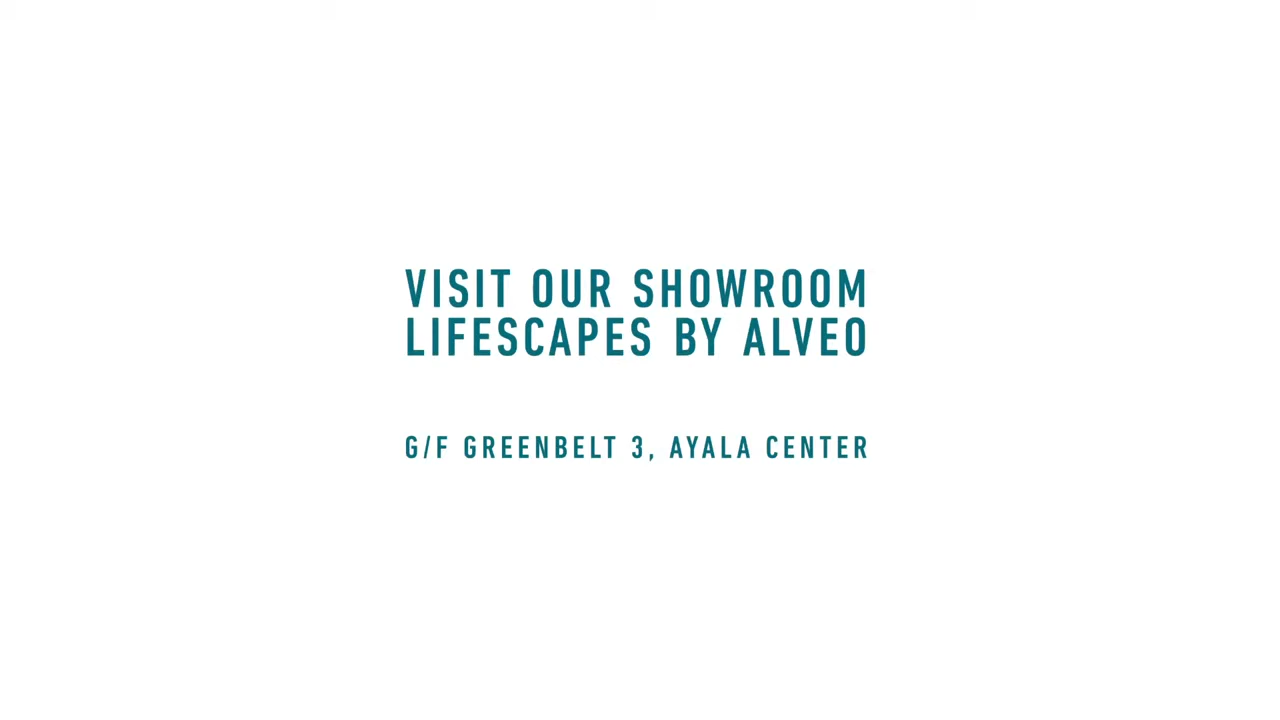 VISIT OUR SHOWROOM
LIFESCAPES BY ALVEO
G/F GREENBELT 3, AYALA CENTER